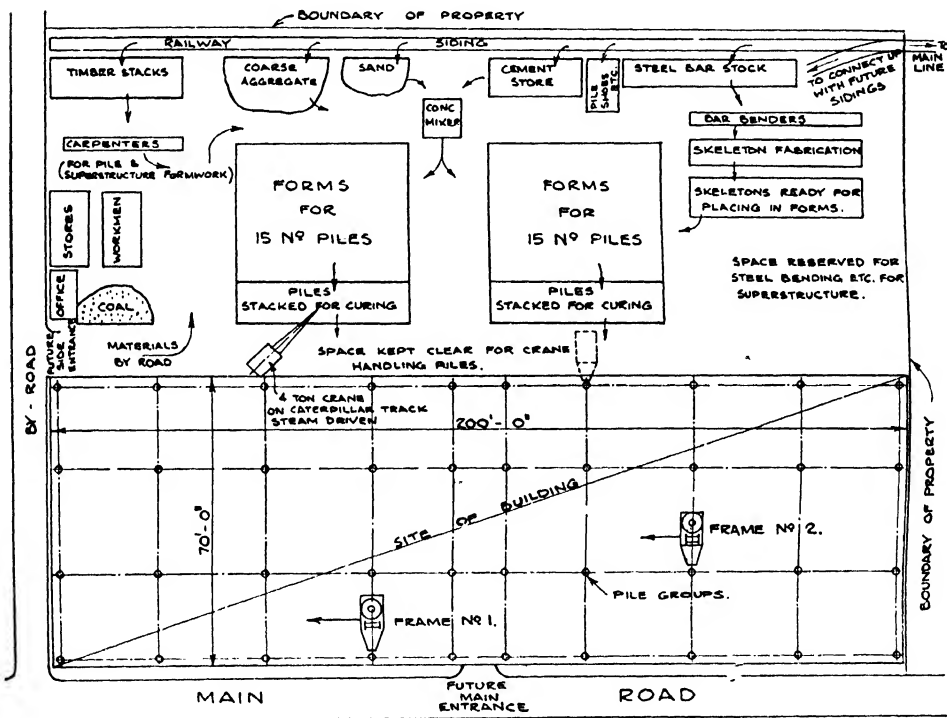 BOUNDARY OF PROPERTY
RAILWAY SIDING
TO
MAIN
LINE
TIMBER STACKS
COARSE
AGGREGATE
SAND
CEMENT
STORE
PILE
SHOES
ETC.
STEEL BAR STOCK
TO CONNECT UP
WITH FUTURE
SIDINGS
CONC
MIXER
BAR BENDERS
CARPENTERS
(FOR PILE &
SUPERSTRUCTURE FORMWORK)
SKELETON FABRICATION
SKELETONS READY FOR
PLACING IN FORMS.
FORMS
FOR
15 Nº PILES
FORMS
FOR
15 Nº PILES
STORES
WORKMEN
SPACE RESERVED FOR
STEEL BENDING ETC. FOR
SUPERSTRUCTURE.
PILES
STACKED FOR CURING
PILES
STACKED FOR CURING
OFFICE
COAL
FUTURE
SIDE
ENTRANCE
MATERIALS
BY ROAD
SPACE KEPT CLEAR FOR CRANE
HANDLING PILES.
4 TON CRANE
ON CATERPILLAR TRACK
STEAM DRIVEN
BY-ROAD
200'-0"
70'-0"
SITE OF BUILDING
FRAME Nº 2.
PILE GROUPS.
FRAME Nº 1.
BOUNDARY OF PROPERTY
MAIN ROAD
FUTURE
MAIN
ENTRANCE